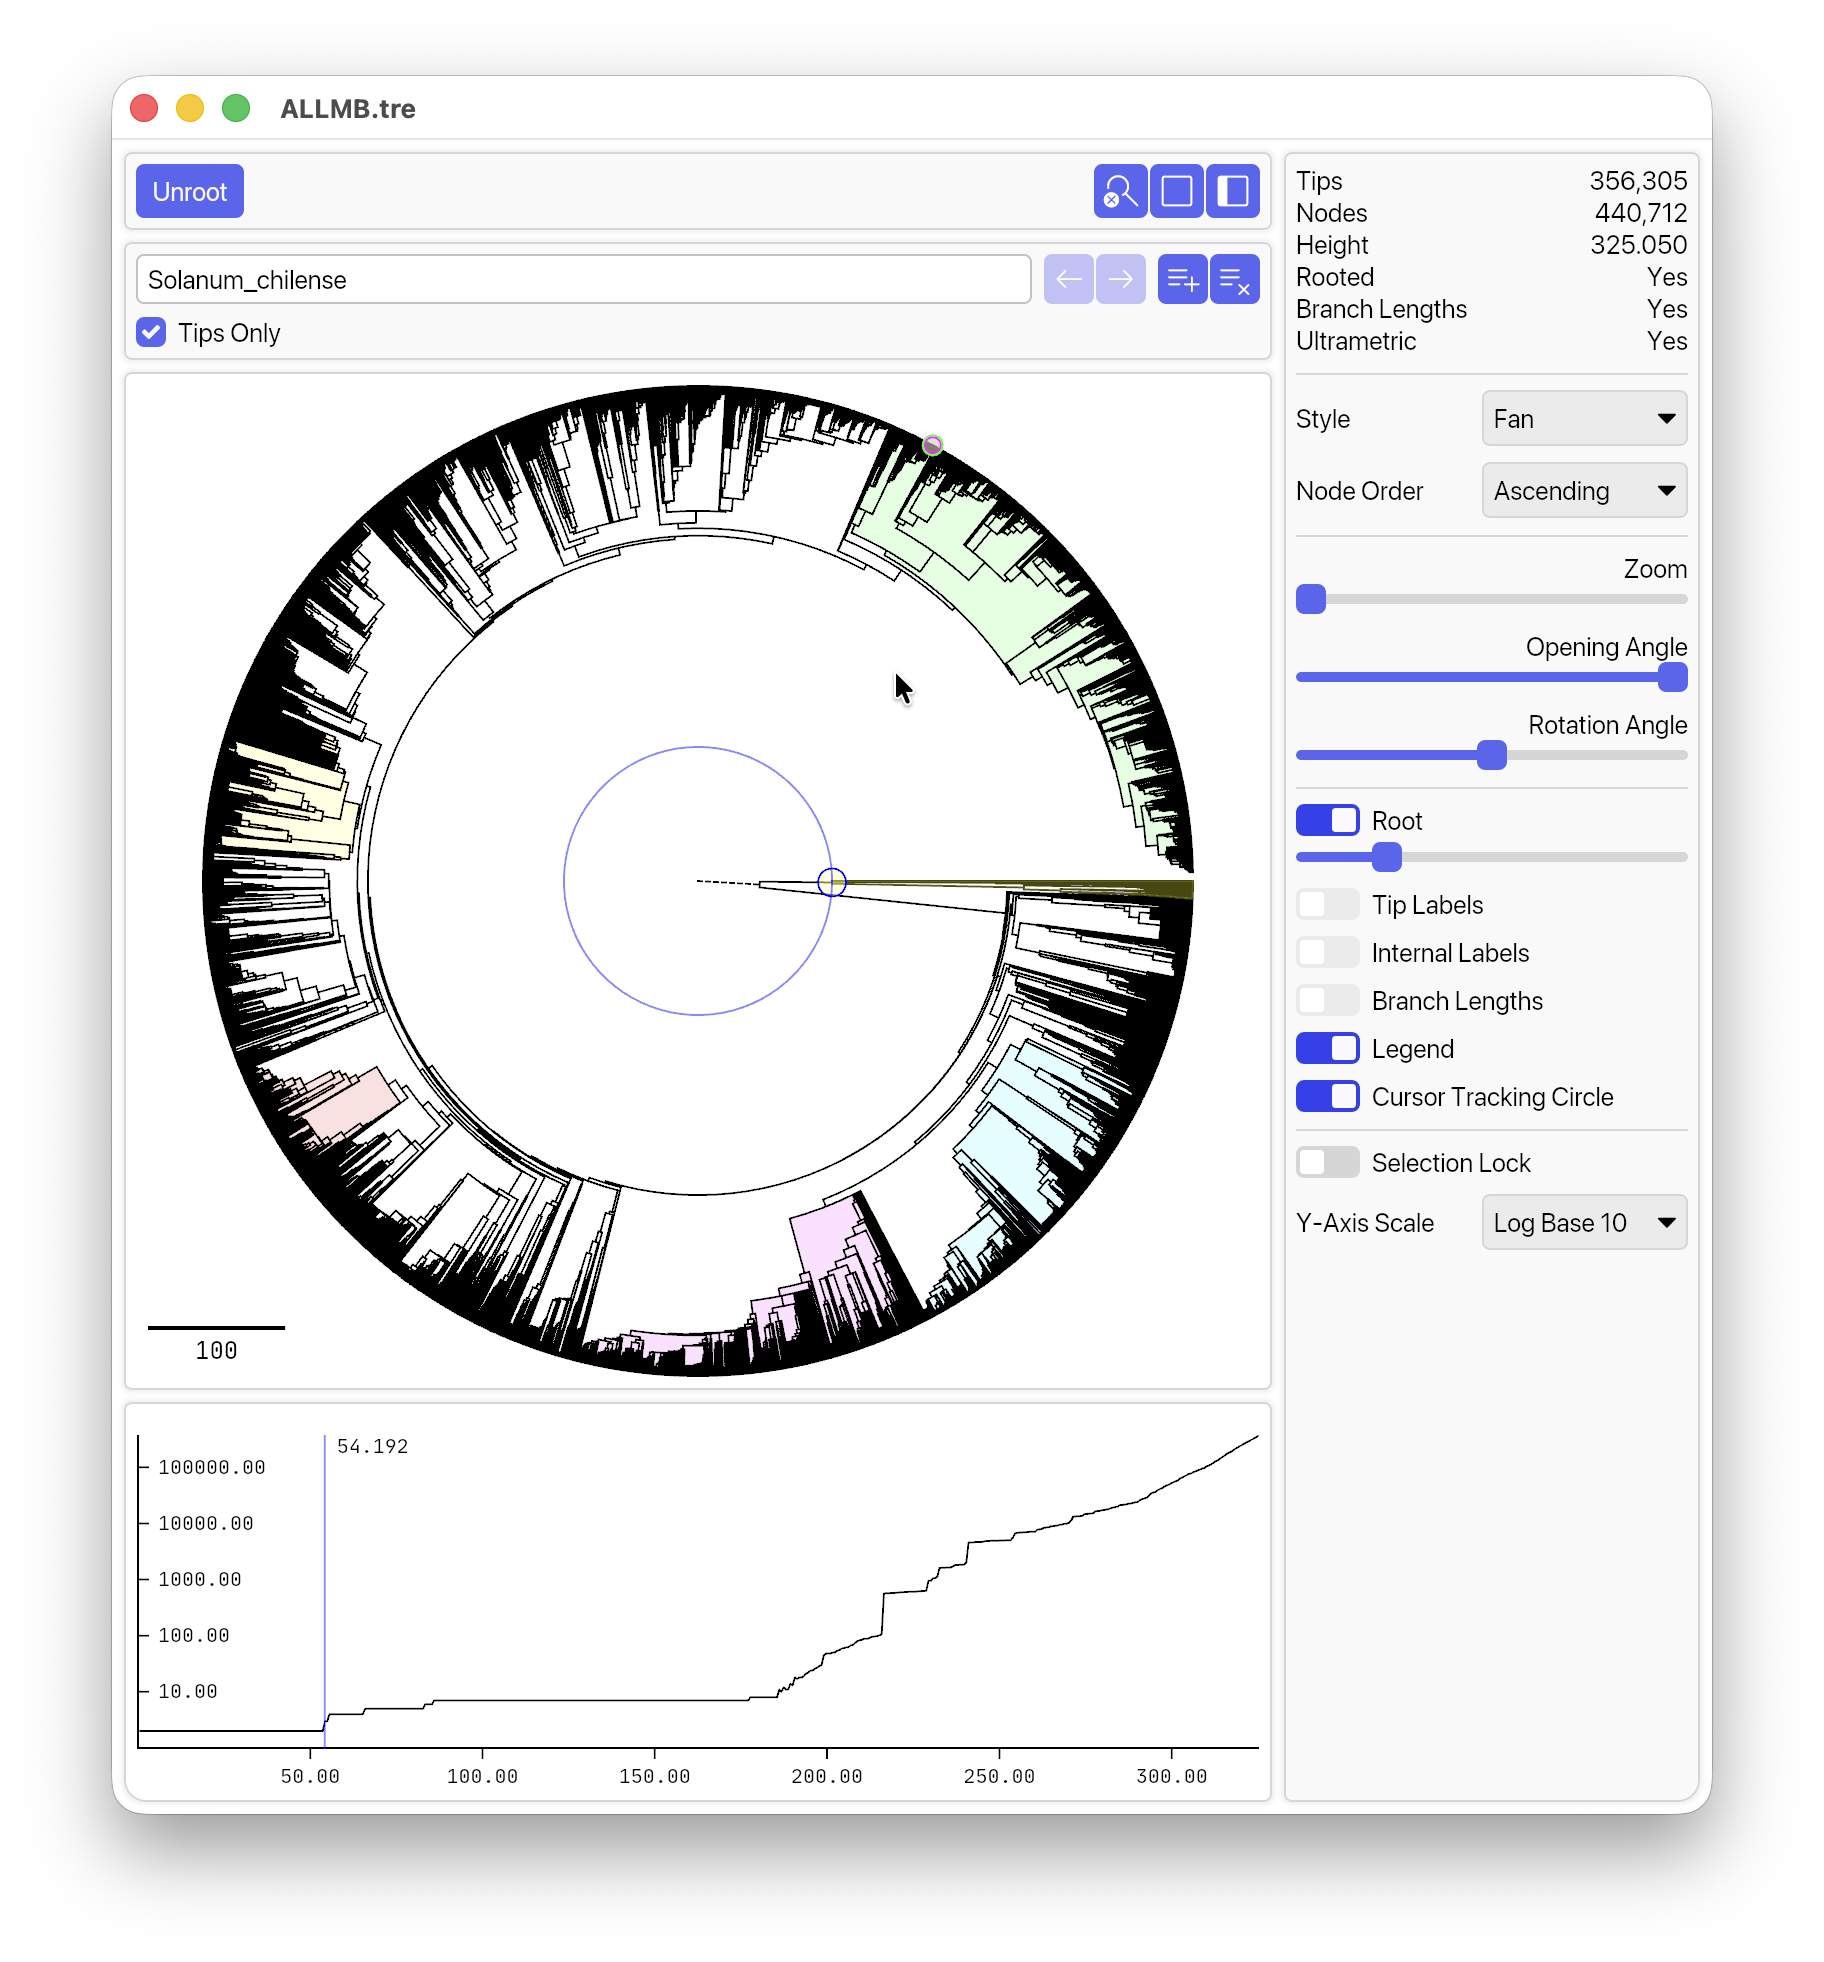 ALLMB.tre
Unroot
Solanum_chilense
Tips Only
100
54.192
100000.00
10000.00
1000.00
100.00
10.00
50.00 100.00 150.00 200.00 250.00 300.00
Tips 356,305
Nodes 440,712
Height 325.050
Rooted Yes
Branch Lengths Yes
Ultrametric Yes
Style Fan
Node Order Ascending
Zoom
Opening Angle
Rotation Angle
Root
Tip Labels
Internal Labels
Branch Lengths
Legend
Cursor Tracking Circle
Selection Lock
Y-Axis Scale Log Base 10